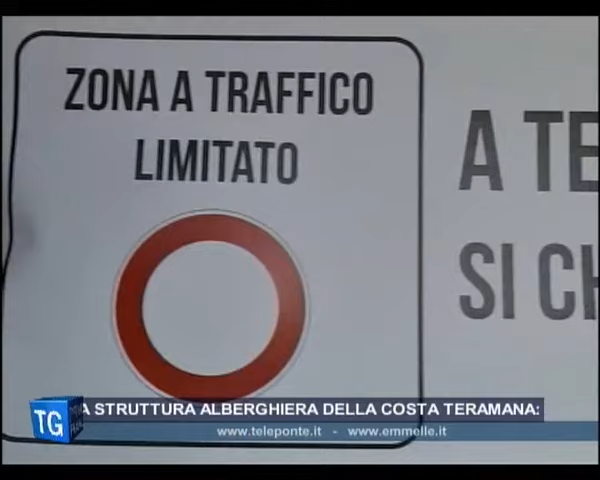 ZONA A TRAFFICO
LIMITATO
A TE
SI CH
TG
A STRUTTURA ALBERGHIERA DELLA COSTA TERAMANA:
www.teleponte.it - www.emmelle.it